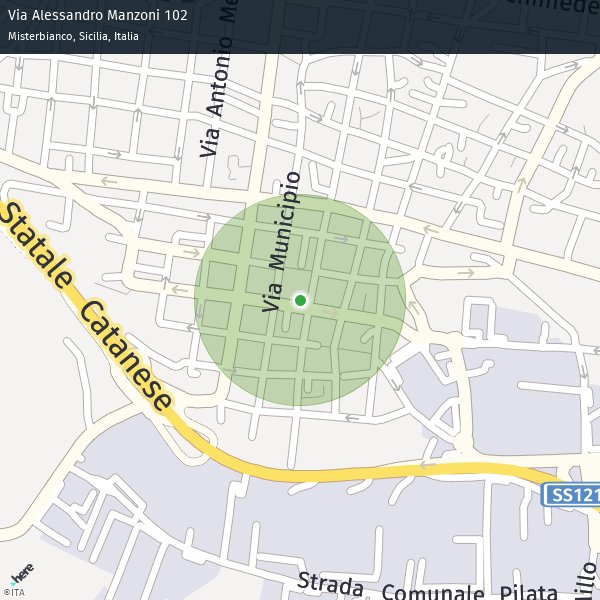 Via Alessandro Manzoni 102
Misterbianco, Sicilia, Italia
Via Antonio
Via Municipio
Statale Catanese
SS121
Strada Comunale Pilata
here
©ITA